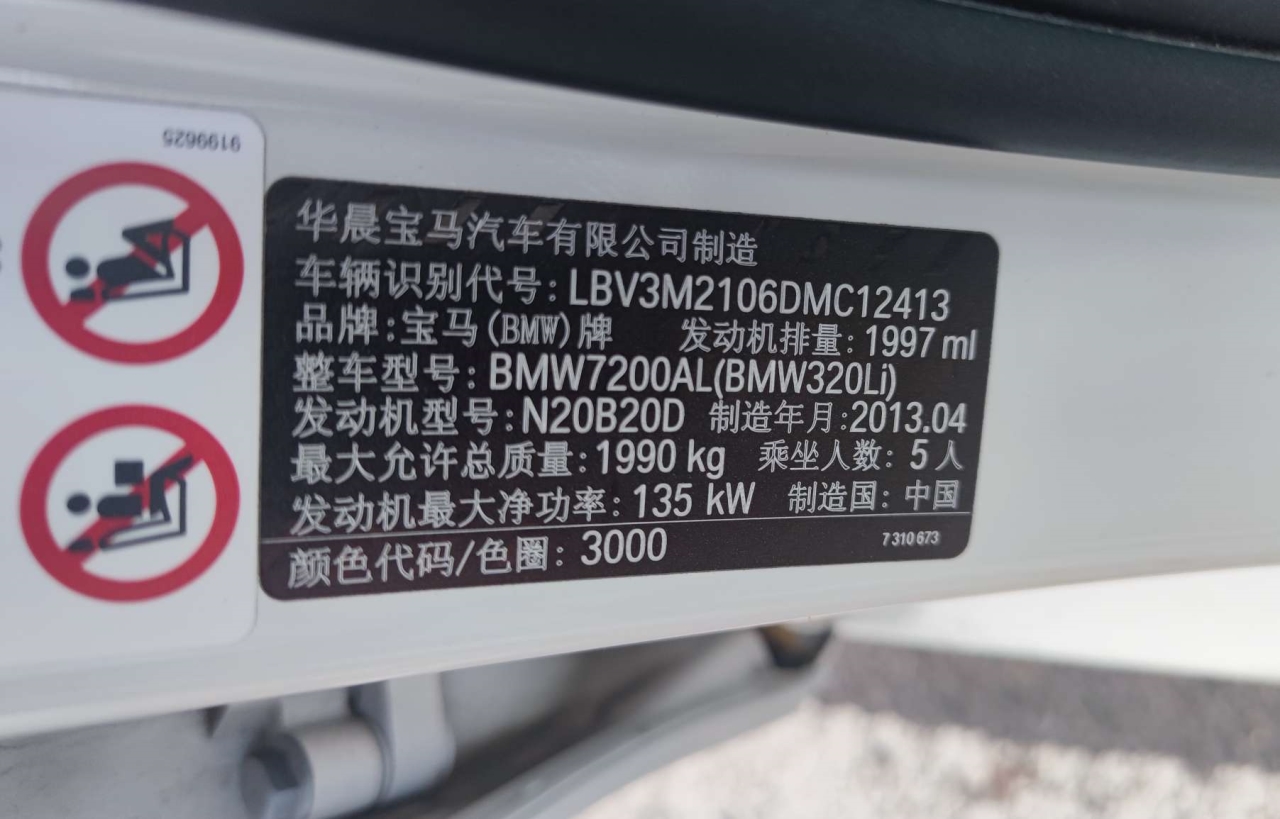 9199625
华晨宝马汽车有限公司制造
车辆识别代号：LBV3M2106DMC12413
品牌：宝马(BMW)牌 发动机排量：1997 ml
整车型号：BMW7200AL(BMW320Li)
发动机型号：N20B20D 制造年月：2013.04
最大允许总质量：1990 kg 乘坐人数：5人
发动机最大净功率：135 kW 制造国：中国
颜色代码/色圈：3000 7 310 673